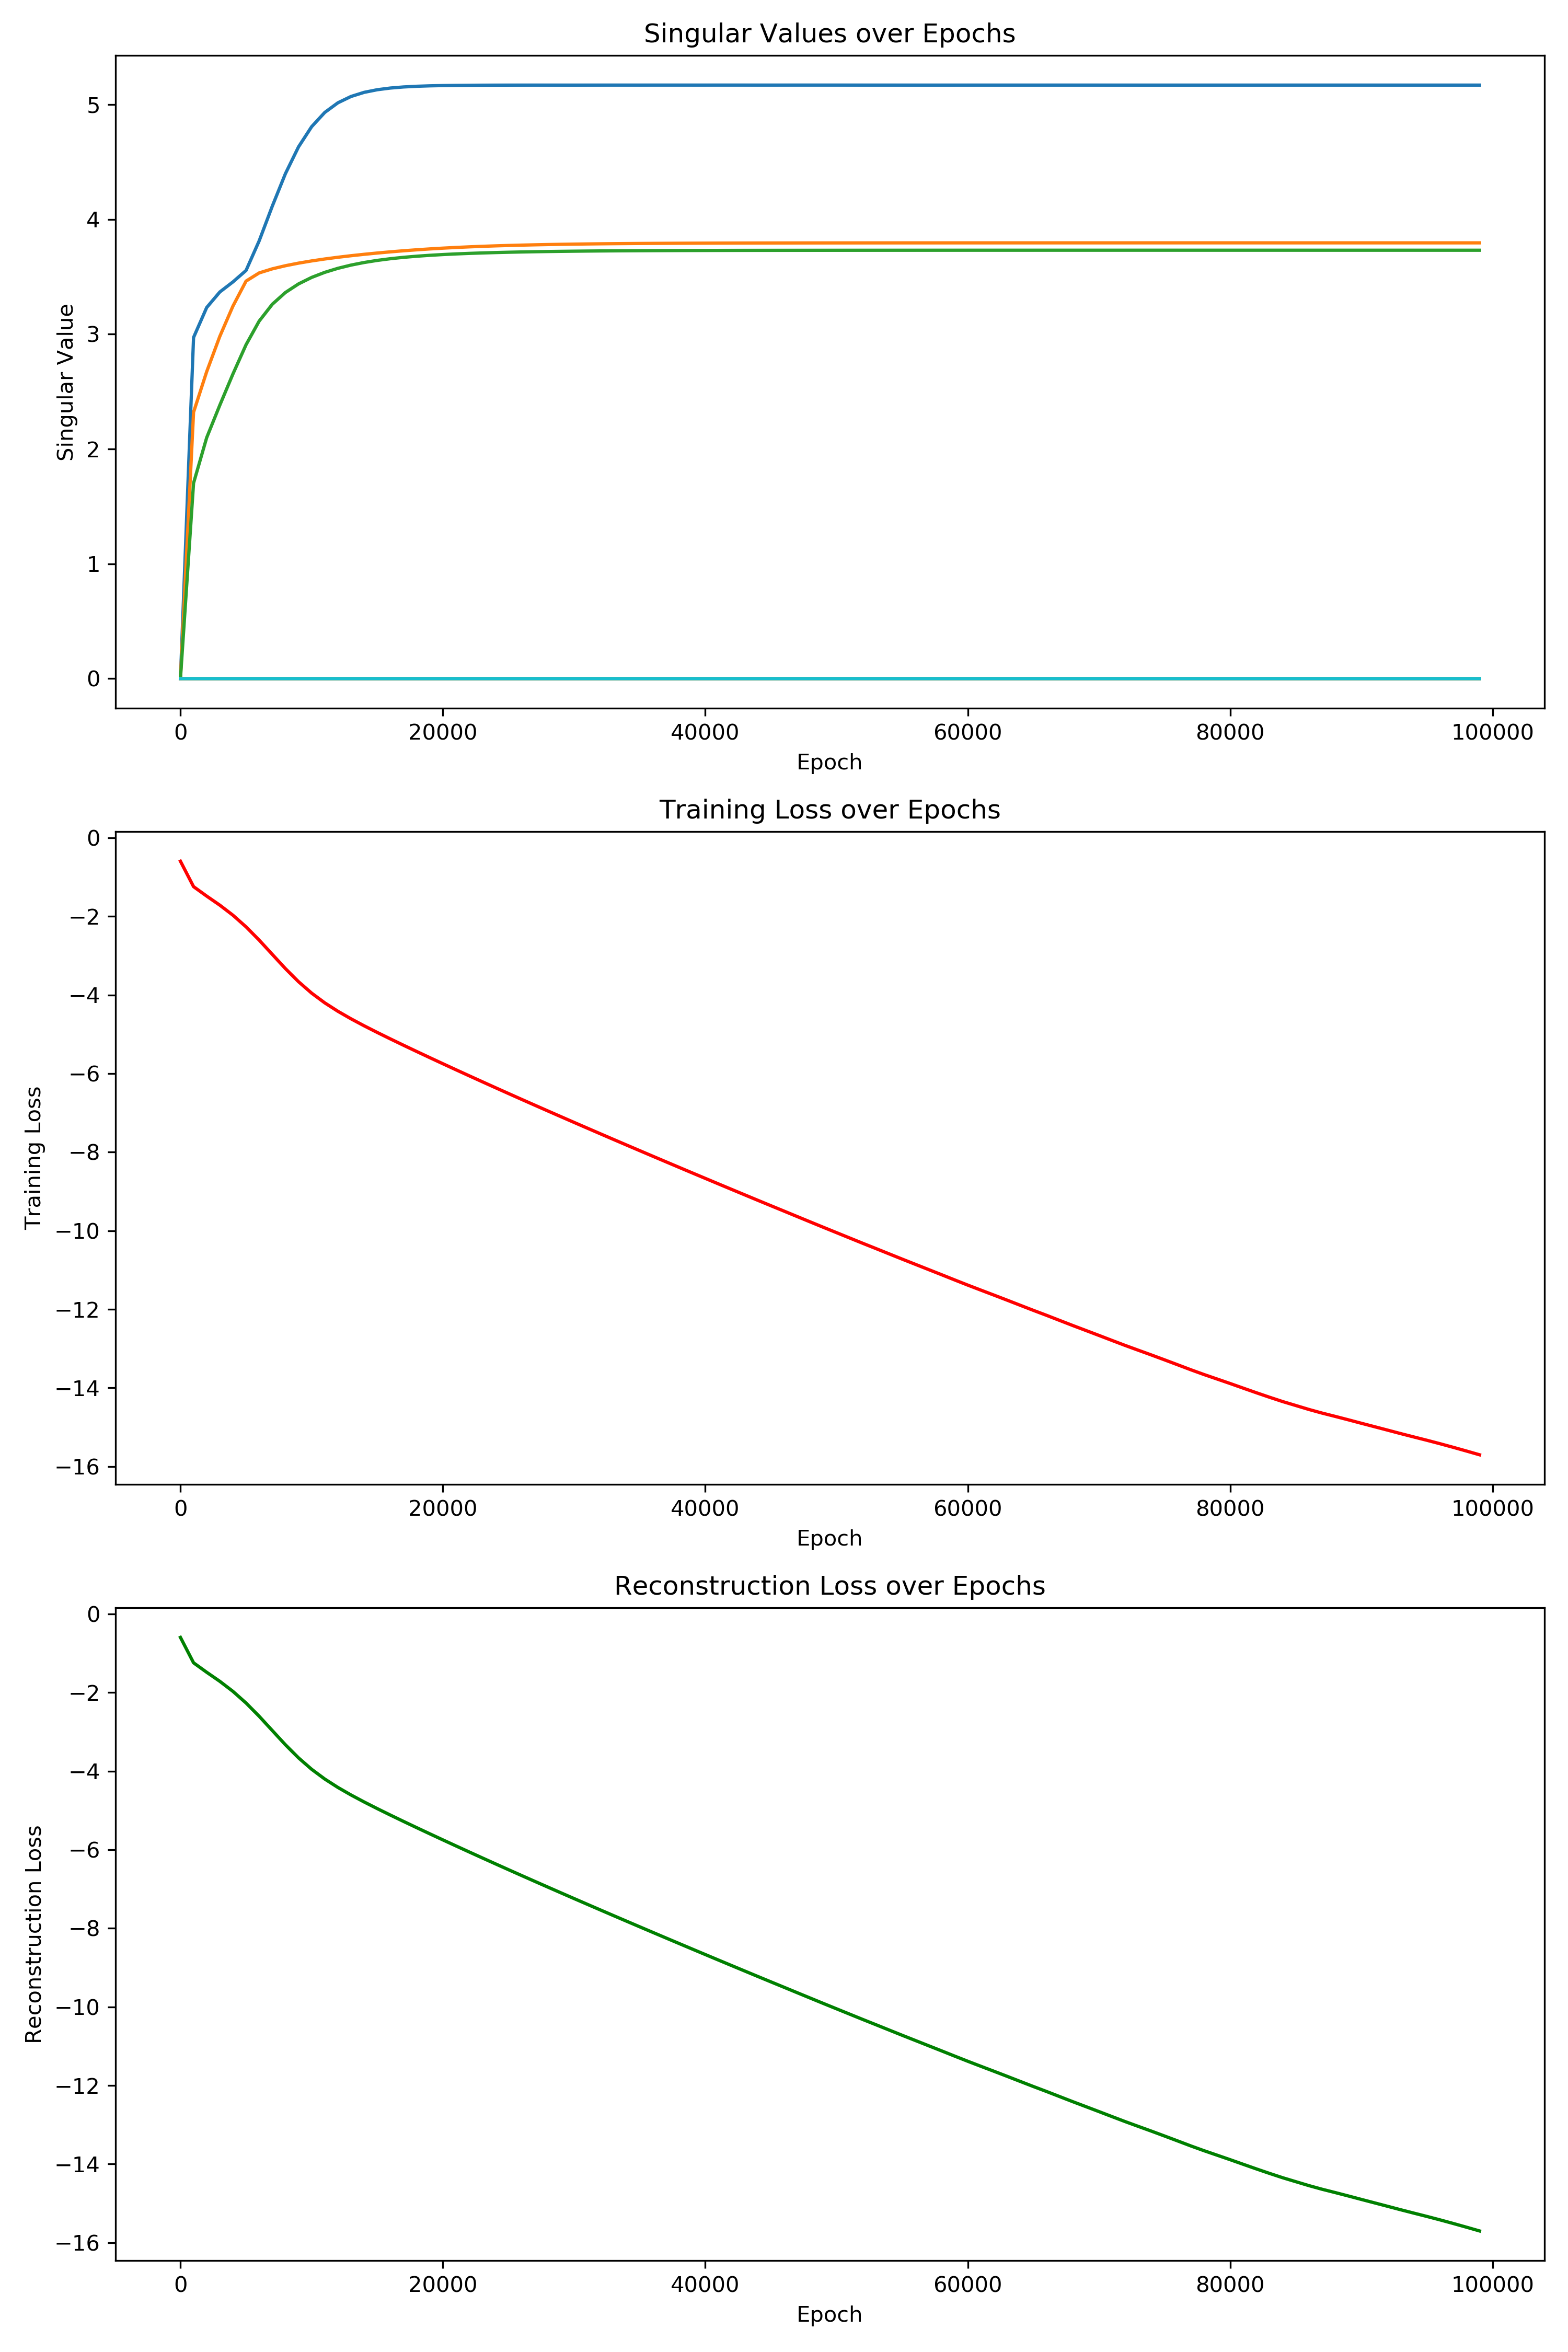 Singular Values over Epochs
5
4
3
2
1
0
Singular Value
0 20000 40000 60000 80000 100000
Epoch
Training Loss over Epochs
0
−2
−4
−6
−8
−10
−12
−14
−16
Training Loss
0 20000 40000 60000 80000 100000
Epoch
Reconstruction Loss over Epochs
0
−2
−4
−6
−8
−10
−12
−14
−16
Reconstruction Loss
0 20000 40000 60000 80000 100000
Epoch